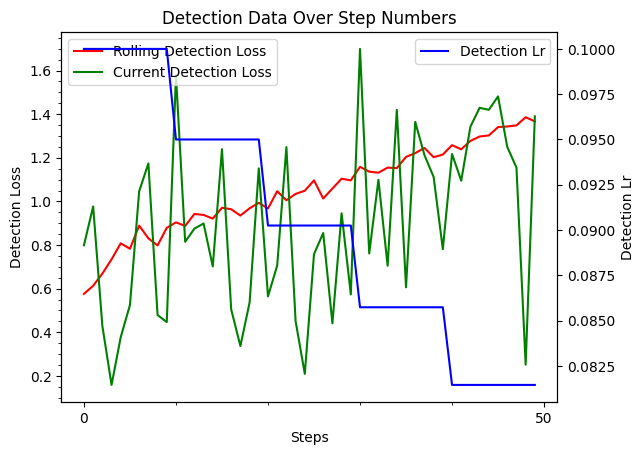 Detection Data Over Step Numbers
Rolling Detection Loss
Current Detection Loss
Detection Lr
1.6
1.4
1.2
1.0
0.8
0.6
0.4
0.2
Detection Loss
0.1000
0.0975
0.0950
0.0925
0.0900
0.0875
0.0850
0.0825
Detection Lr
0
50
Steps